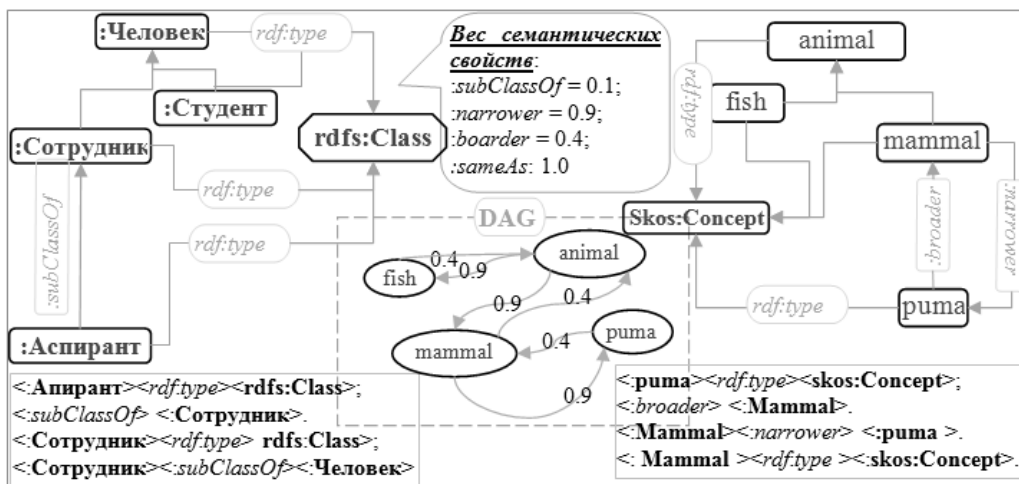 :Человек
rdf:type
:Студент
:Сотрудник
rdf:type
:subClassOf
rdf:type
:Аспирант
rdfs:Class
Вес семантических
свойств:
:subClassOf = 0.1;
:narrower = 0.9;
:boarder = 0.4;
:sameAs: 1.0
animal
rdf:type
fish
mammal
:broader
:narrower
Skos:Concept
rdf:type
puma
DAG
0.4
animal
fish
0.9
0.9
0.4
puma
mammal
0.4
0.9
<:Апирант><rdf:type><rdfs:Class>;
<:subClassOf> <:Сотрудник>.
<:Сотрудник><rdf:type> rdfs:Class>;
<:Сотрудник><:subClassOf><:Человек>
<:puma><rdf:type><skos:Concept>;
<:broader> <:Mammal>.
<:Mammal><:narrower> <:puma >.
<: Mammal ><rdf:type ><:skos:Concept>.